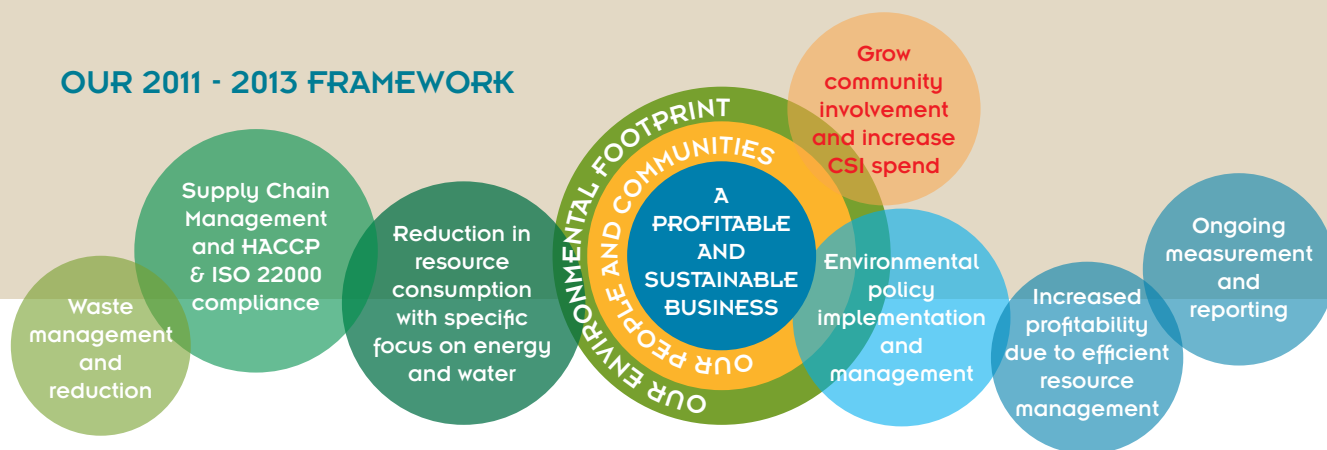 OUR 2011 - 2013 FRAMEWORK
Waste
management
and
reduction
Supply Chain
Management
and HACCP
& ISO 22000
compliance
Reduction in
resource
consumption
with specific
focus on energy
and water
OUR ENVIRONMENTAL FOOTPRINT
OUR PEOPLE AND COMMUNITIES
A
PROFITABLE
AND
SUSTAINABLE
BUSINESS
Grow
community
involvement
and increase
CSI spend
Environmental
policy
implementation
and
management
Increased
profitability
due to efficient
resource
management
Ongoing
measurement
and
reporting